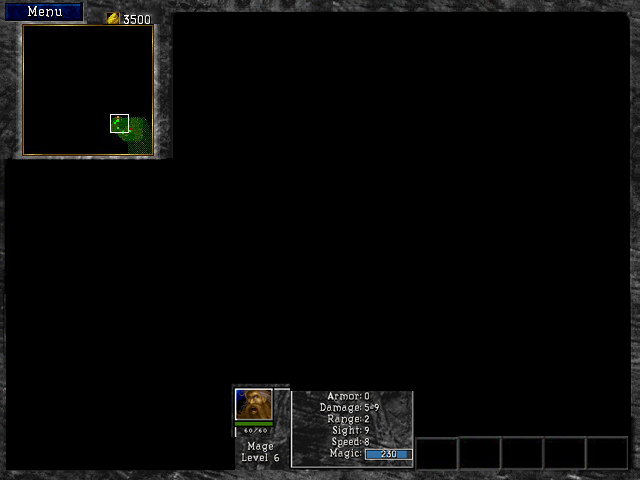 Menu
3500
60/60
Mage
Level 6
Armor: 0
Damage: 5-9
Range: 2
Sight: 9
Speed: 8
Magic: 230